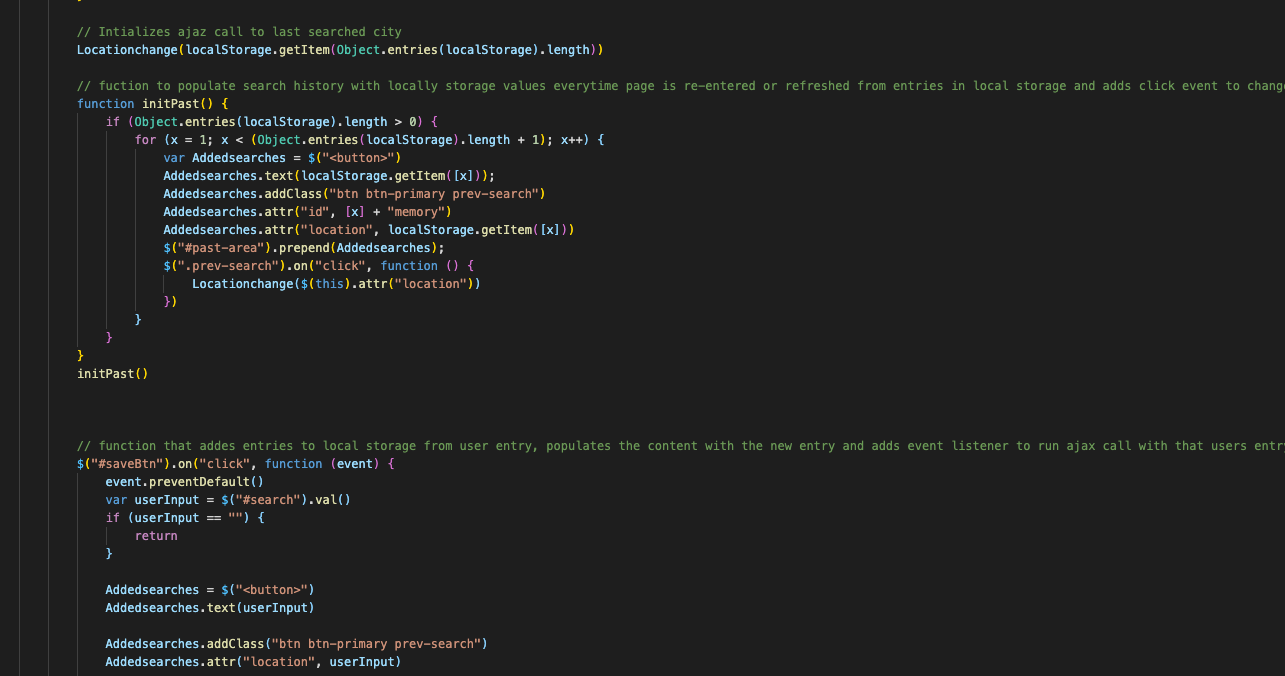 // Intializes ajaz call to last searched city
Locationchange(localStorage.getItem(Object.entries(localStorage).length))
// fuction to populate search history with locally storage values everytime page is re-entered or refreshed from entries in local storage and adds click event to chang
function initPast() {
if (Object.entries(localStorage).length > 0) {
for (x = 1; x < (Object.entries(localStorage).length + 1); x++) {
var Addedsearches = $("<button>")
Addedsearches.text(localStorage.getItem([x]));
Addedsearches.addClass("btn btn-primary prev-search")
Addedsearches.attr("id", [x] + "memory")
Addedsearches.attr("location", localStorage.getItem([x]))
$("#past-area").prepend(Addedsearches);
$(".prev-search").on("click", function () {
Locationchange($(this).attr("location"))
})
}
}
}
initPast()
// function that addes entries to local storage from user entry, populates the content with the new entry and adds event listener to run ajax call with that users entry
$("#saveBtn").on("click", function (event) {
event.preventDefault()
var userInput = $("#search").val()
if (userInput == "") {
return
}
Addedsearches = $("<button>")
Addedsearches.text(userInput)
Addedsearches.addClass("btn btn-primary prev-search")
Addedsearches.attr("location", userInput)